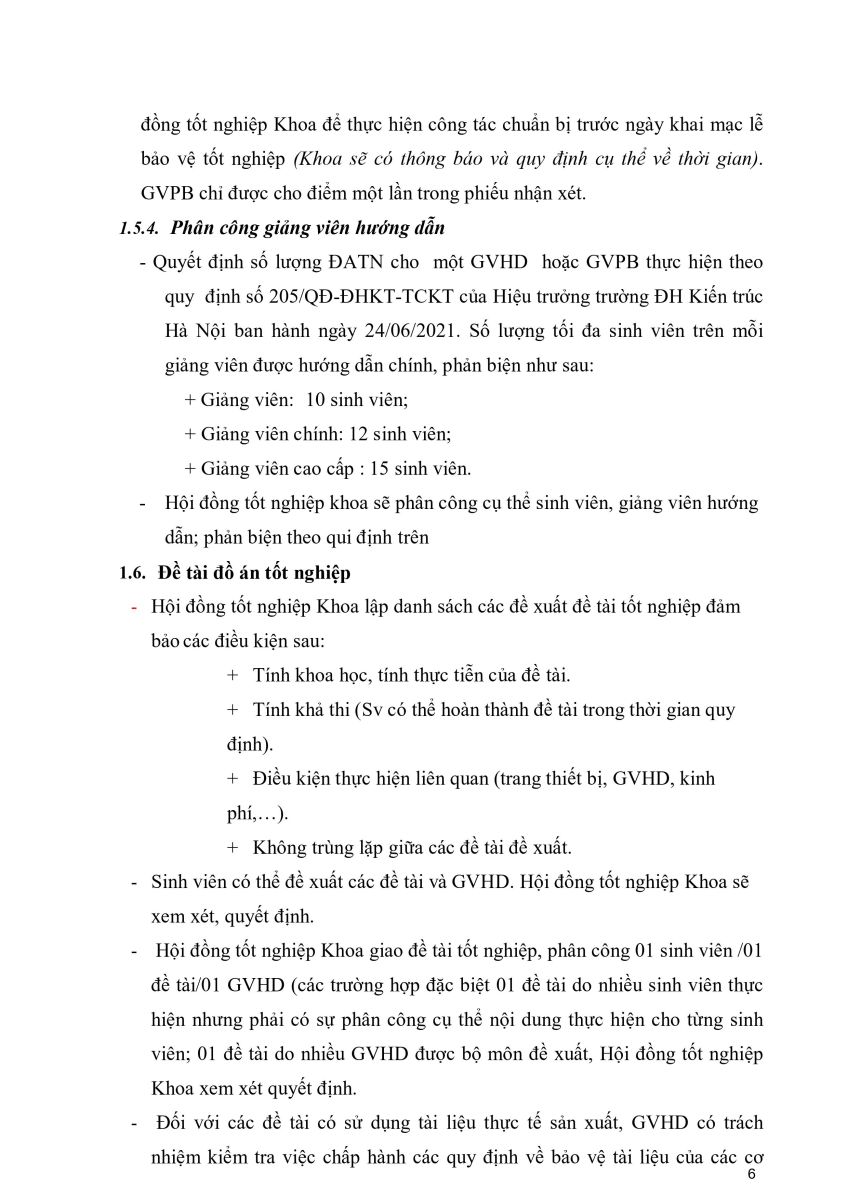 đồng tốt nghiệp Khoa để thực hiện công tác chuẩn bị trước ngày khai mạc lễ
bảo vệ tốt nghiệp (Khoa sẽ có thông báo và quy định cụ thể về thời gian).
GVPB chỉ được cho điểm một lần trong phiếu nhận xét.
1.5.4. Phân công giảng viên hướng dẫn
- Quyết định số lượng ĐATN cho một GVHD hoặc GVPB thực hiện theo
quy định số 205/QĐ-ĐHKT-TCKT của Hiệu trưởng trường ĐH Kiến trúc
Hà Nội ban hành ngày 24/06/2021. Số lượng tối đa sinh viên trên mỗi
giảng viên được hướng dẫn chính, phản biện như sau:
+ Giảng viên: 10 sinh viên;
+ Giảng viên chính: 12 sinh viên;
+ Giảng viên cao cấp : 15 sinh viên.
- Hội đồng tốt nghiệp khoa sẽ phân công cụ thể sinh viên, giảng viên hướng
dẫn; phản biện theo qui định trên
1.6. Đề tài đồ án tốt nghiệp
- Hội đồng tốt nghiệp Khoa lập danh sách các đề xuất đề tài tốt nghiệp đảm
bảo các điều kiện sau:
+ Tính khoa học, tính thực tiễn của đề tài.
+ Tính khả thi (Sv có thể hoàn thành đề tài trong thời gian quy
định).
+ Điều kiện thực hiện liên quan (trang thiết bị, GVHD, kinh
phí,…).
+ Không trùng lặp giữa các đề tài đề xuất.
- Sinh viên có thể đề xuất các đề tài và GVHD. Hội đồng tốt nghiệp Khoa sẽ
xem xét, quyết định.
- Hội đồng tốt nghiệp Khoa giao đề tài tốt nghiệp, phân công 01 sinh viên /01
đề tài/01 GVHD (các trường hợp đặc biệt 01 đề tài do nhiều sinh viên thực
hiện nhưng phải có sự phân công cụ thể nội dung thực hiện cho từng sinh
viên; 01 đề tài do nhiều GVHD được bộ môn đề xuất, Hội đồng tốt nghiệp
Khoa xem xét quyết định.
- Đối với các đề tài có sử dụng tài liệu thực tế sản xuất, GVHD có trách
nhiệm kiểm tra việc chấp hành các quy định về bảo vệ tài liệu của các cơ
6